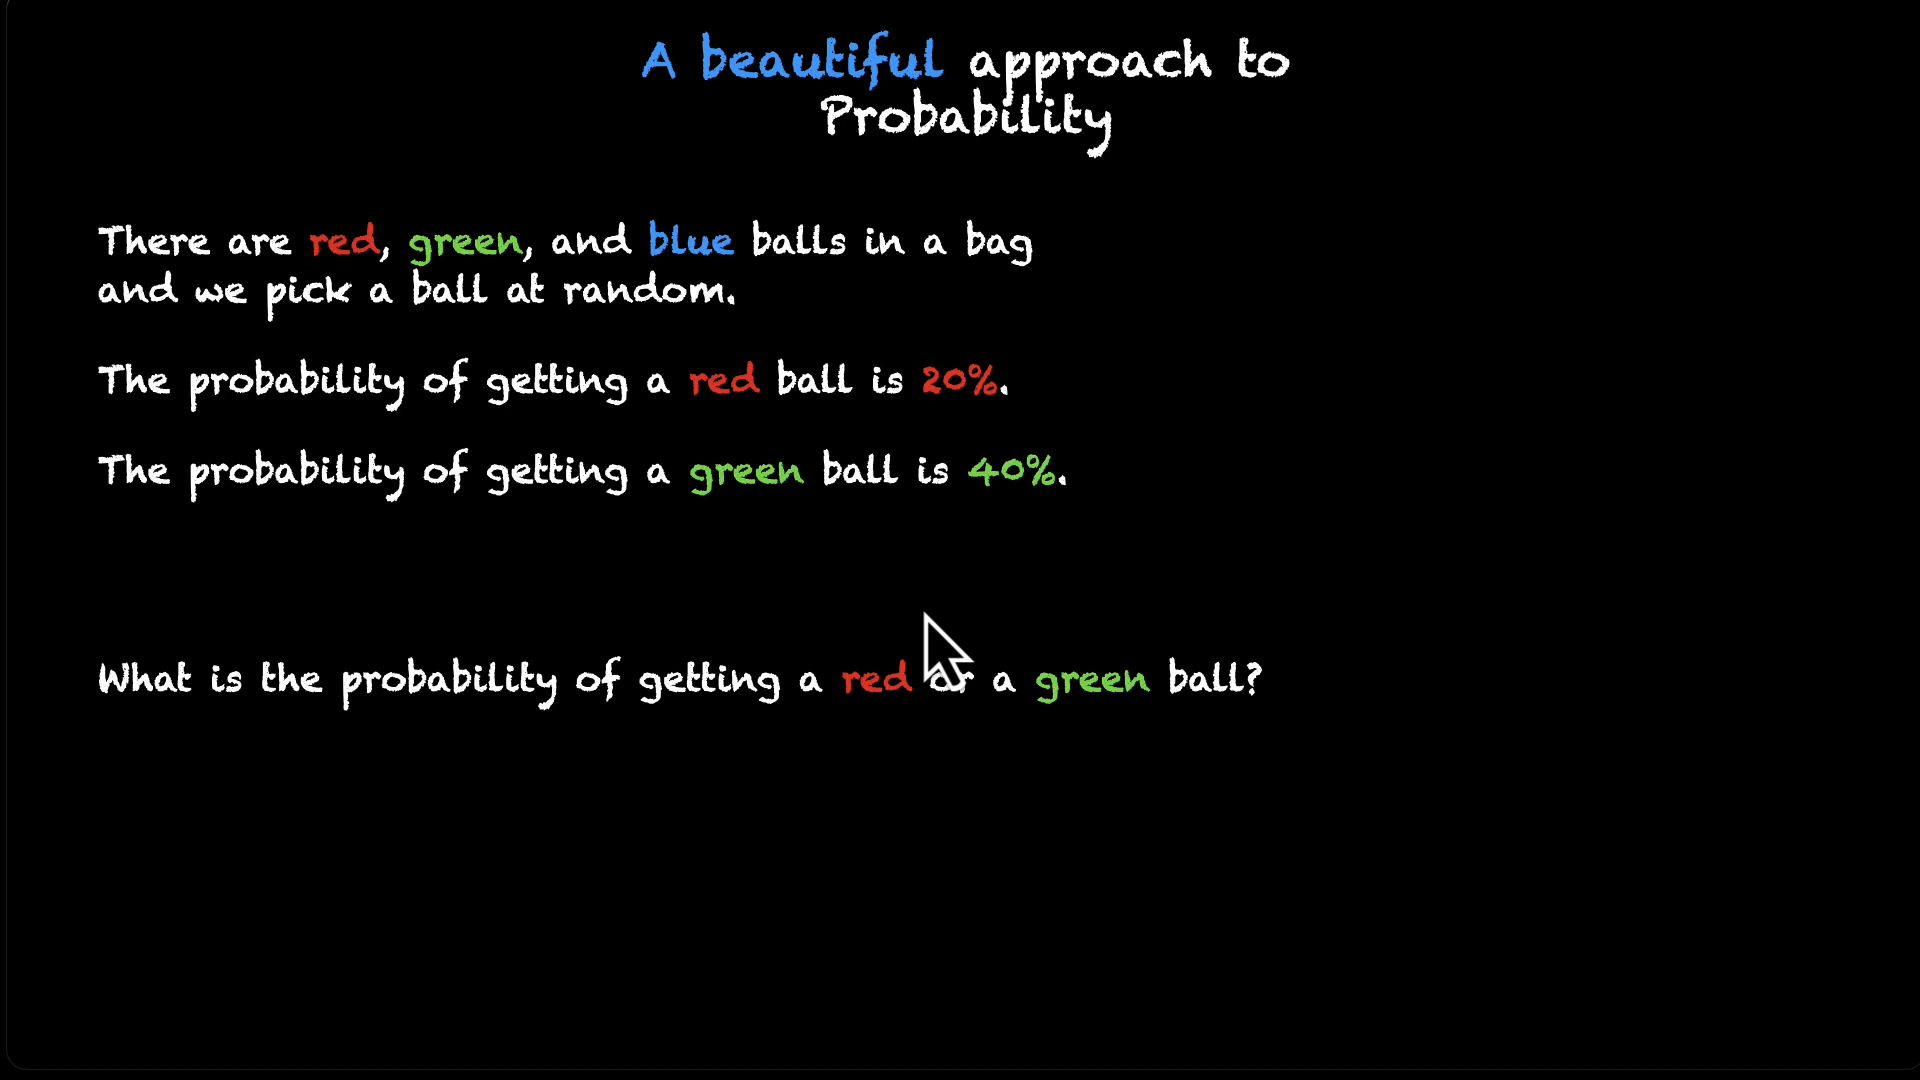 A beautiful approach to
Probability
There are red, green, and blue balls in a bag
and we pick a ball at random.
The probability of getting a red ball is 20%.
The probability of getting a green ball is 40%.
What is the probability of getting a red or a green ball?